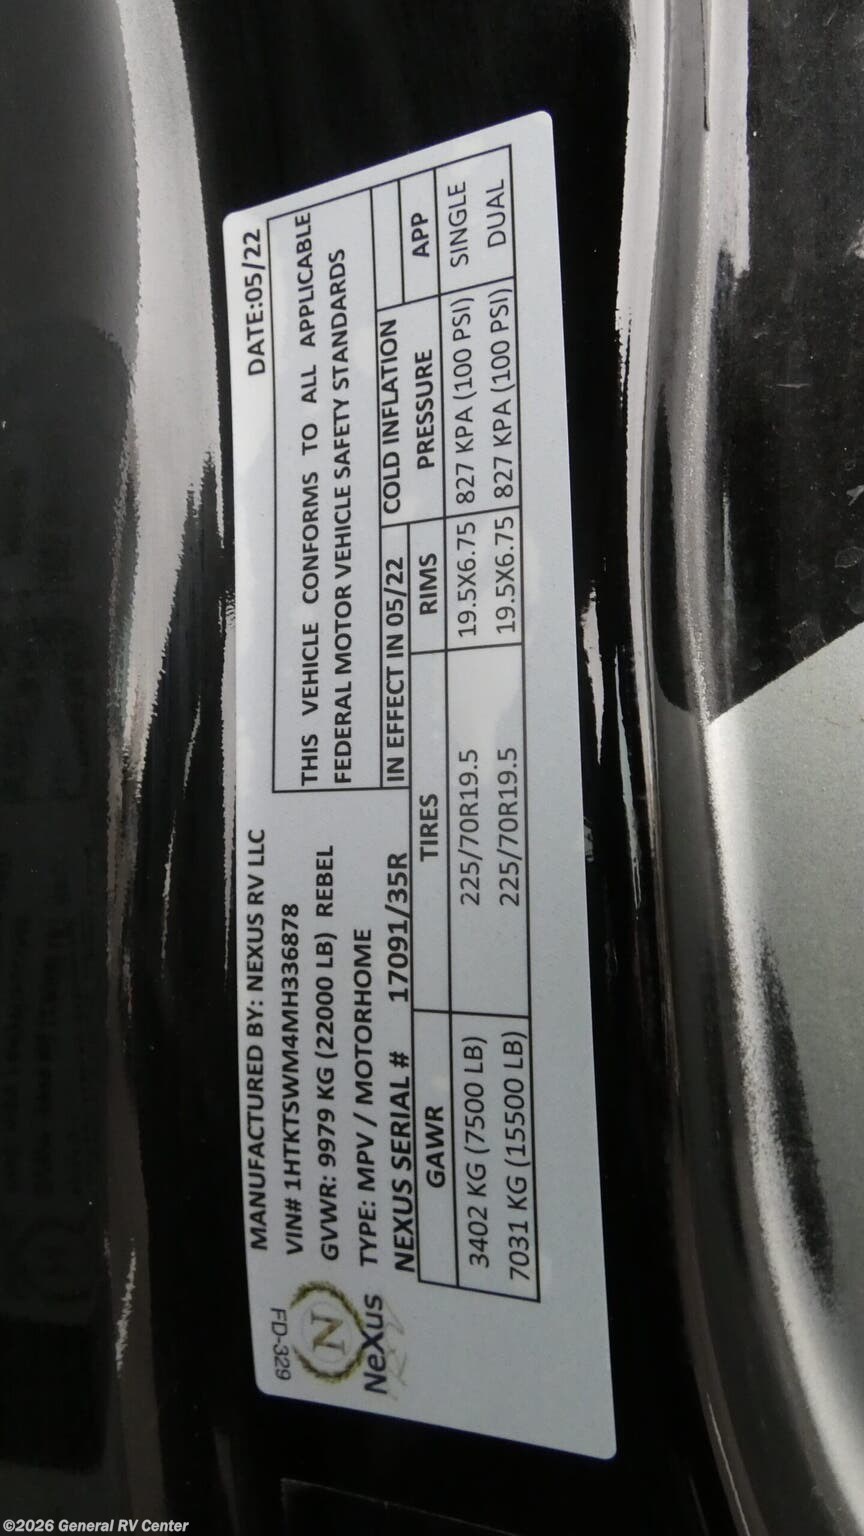 MANUFACTURED BY: NEXUS RV LLC DATE:05/22
VIN# 1HTKTSWM4MH336878
GVWR: 9979 KG (22000 LB) REBEL
TYPE: MPV / MOTORHOME
NEXUS SERIAL # 17091/35R
THIS VEHICLE CONFORMS TO ALL APPLICABLE
FEDERAL MOTOR VEHICLE SAFETY STANDARDS
IN EFFECT IN 05/22
GAWR TIRES RIMS COLD INFLATION PRESSURE APP
3402 KG (7500 LB) 225/70R19.5 19.5X6.75 827 KPA (100 PSI) SINGLE
7031 KG (15500 LB) 225/70R19.5 19.5X6.75 827 KPA (100 PSI) DUAL
FD-329
N
NeXus
RV
©2026 General RV Center